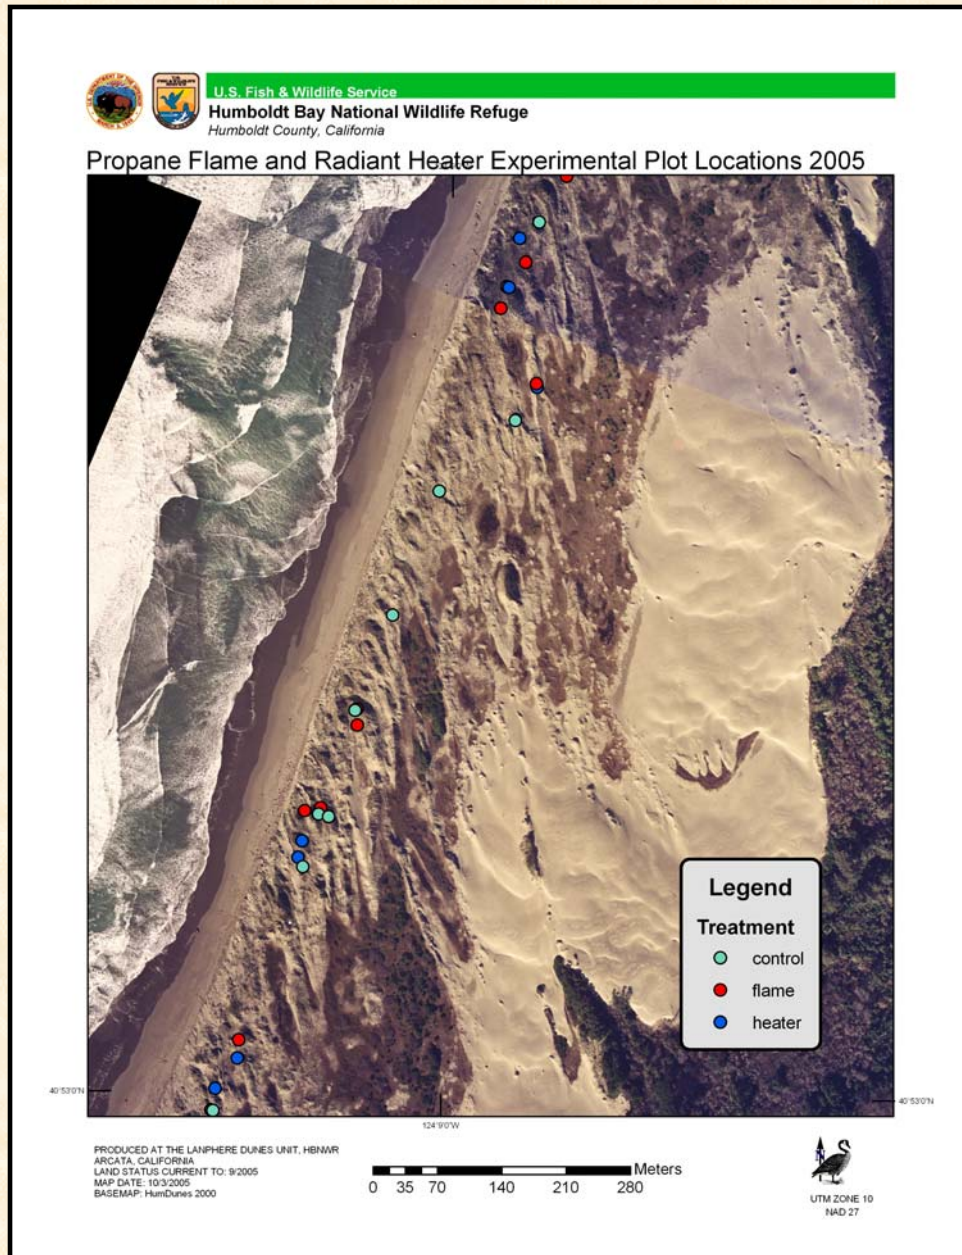 U.S. Fish & Wildlife Service
Humboldt Bay National Wildlife Refuge
Humboldt County, California
Propane Flame and Radiant Heater Experimental Plot Locations 2005
Legend
Treatment
control
flame
heater
40°53'0"N
40°53'0"N
124°9'0"W
PRODUCED AT THE LANPHERE DUNES UNIT, HBNWR
ARCATA, CALIFORNIA
LAND STATUS CURRENT TO: 9/2005
MAP DATE: 10/3/2005
BASEMAP: HumDunes 2000
Meters
0 35 70 140 210 280
UTM ZONE 10
NAD 27